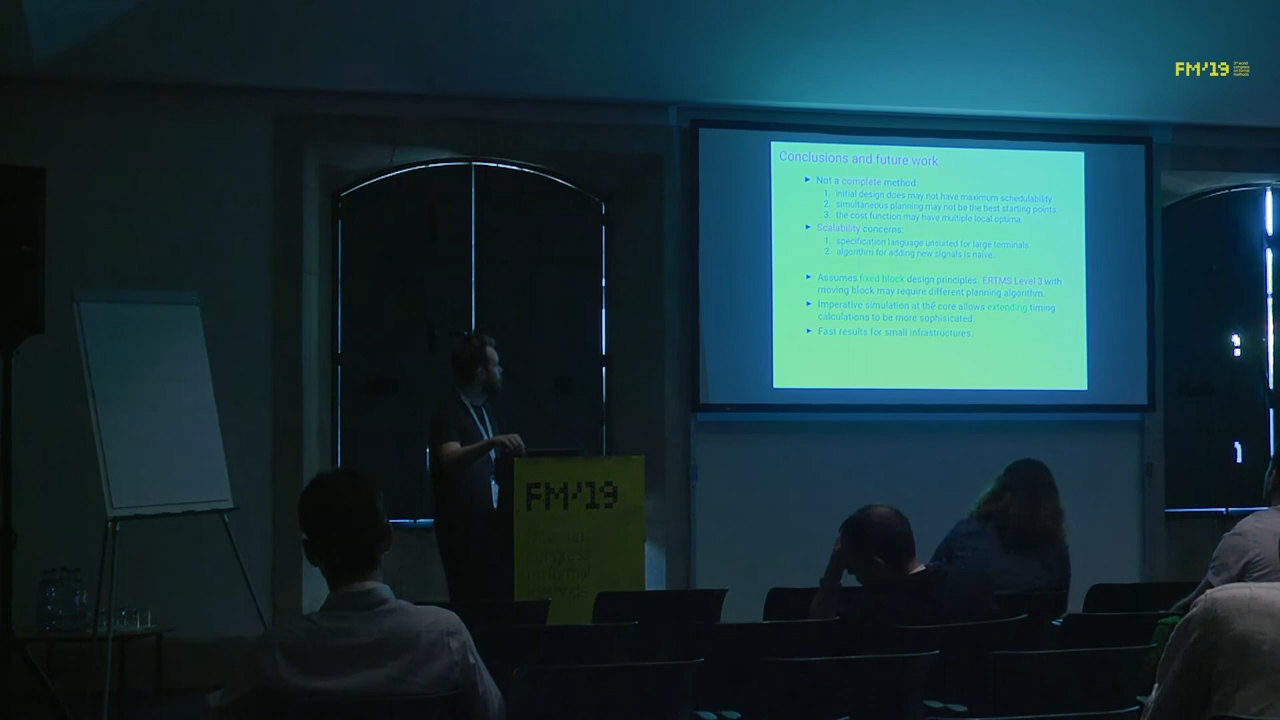 FM'19
Conclusions and future work
► Not a complete method:
1. initial design does may not have maximum schedulability
2. simultaneous planning may not be the best starting points
3. the cost function may have multiple local optima.
► Scalability concerns:
1. specification language unsuited for large terminals.
2. algorithm for adding new signals is naive.
► Assumes fixed block design principles. ERTMS Level 3 with
moving block may require different planning algorithm.
► Imperative simulation at the core allows extending timing
calculations to be more sophisicated.
► Fast results for small infrastructures.
FM'19